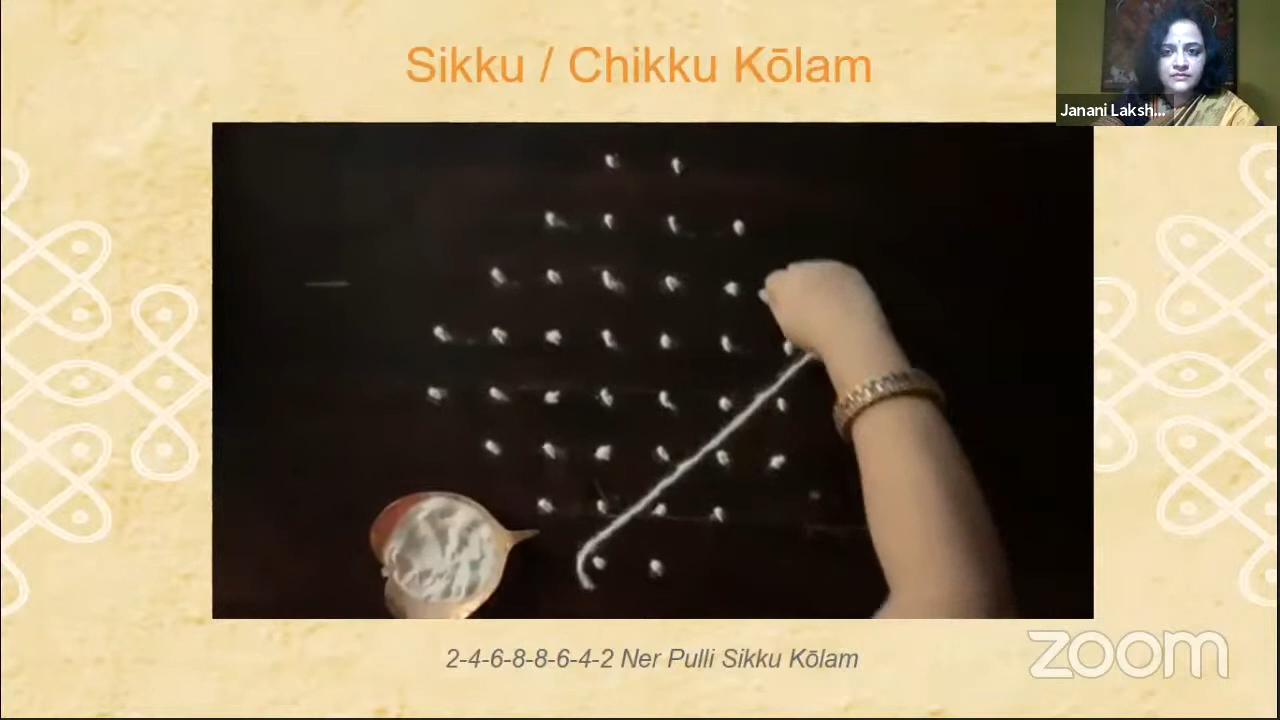 Sikku / Chikku Kōlam
Janani Laksh...
2-4-6-8-8-6-4-2 Ner Pulli Sikku Kōlam
zoom